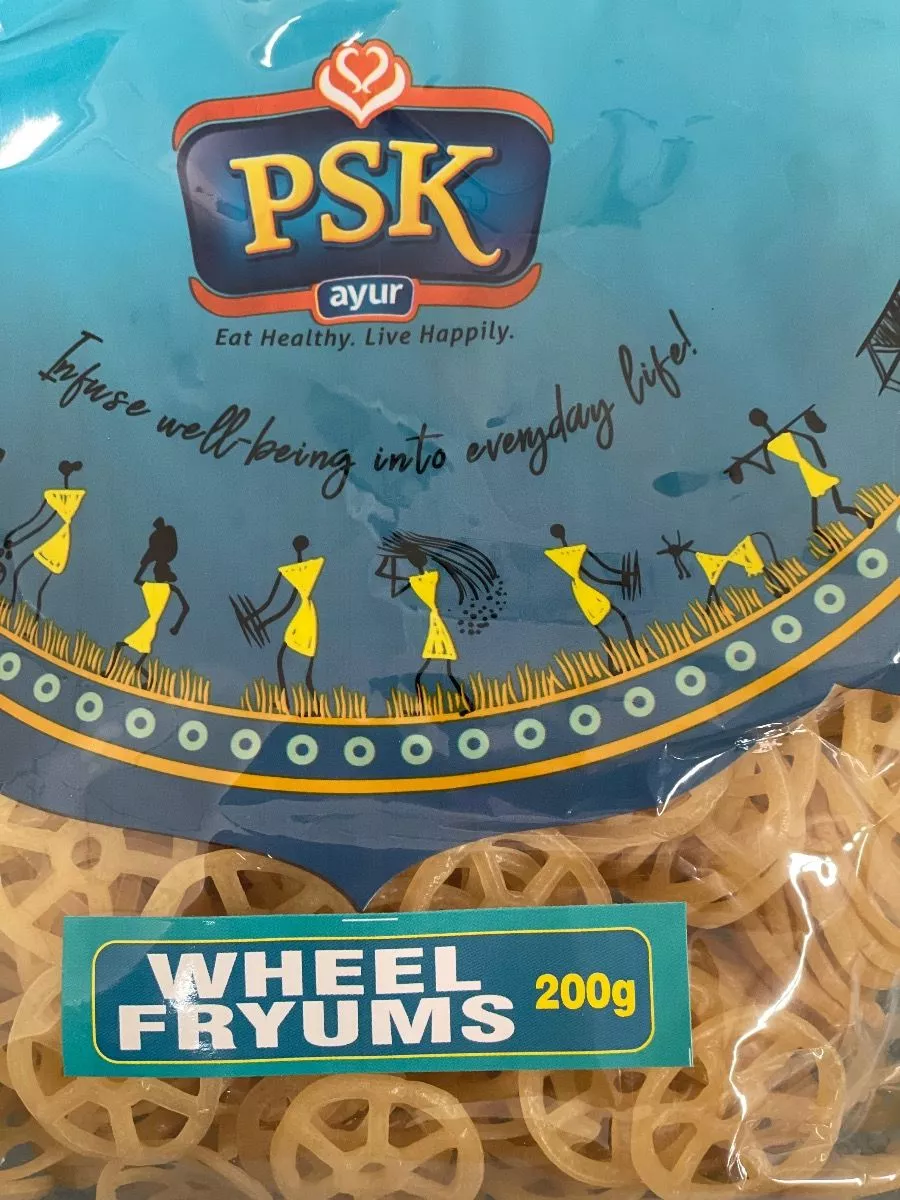 PSK
ayur
Eat Healthy. Live Happily.
Infuse well-being into everyday life!
WHEEL
FRYUMS
200g